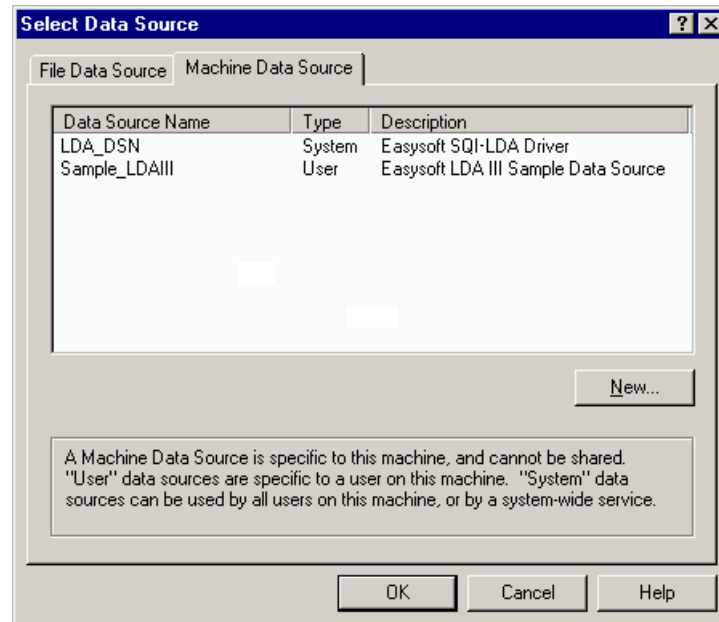 Select Data Source
File Data Source Machine Data Source
Data Source Name Type Description
LDA_DSN System Easysoft SQI-LDA Driver
Sample_LDAIII User Easysoft LDA III Sample Data Source
New...
A Machine Data Source is specific to this machine, and cannot be shared.
"User" data sources are specific to a user on this machine. "System" data
sources can be used by all users on this machine, or by a system-wide service.
OK Cancel Help